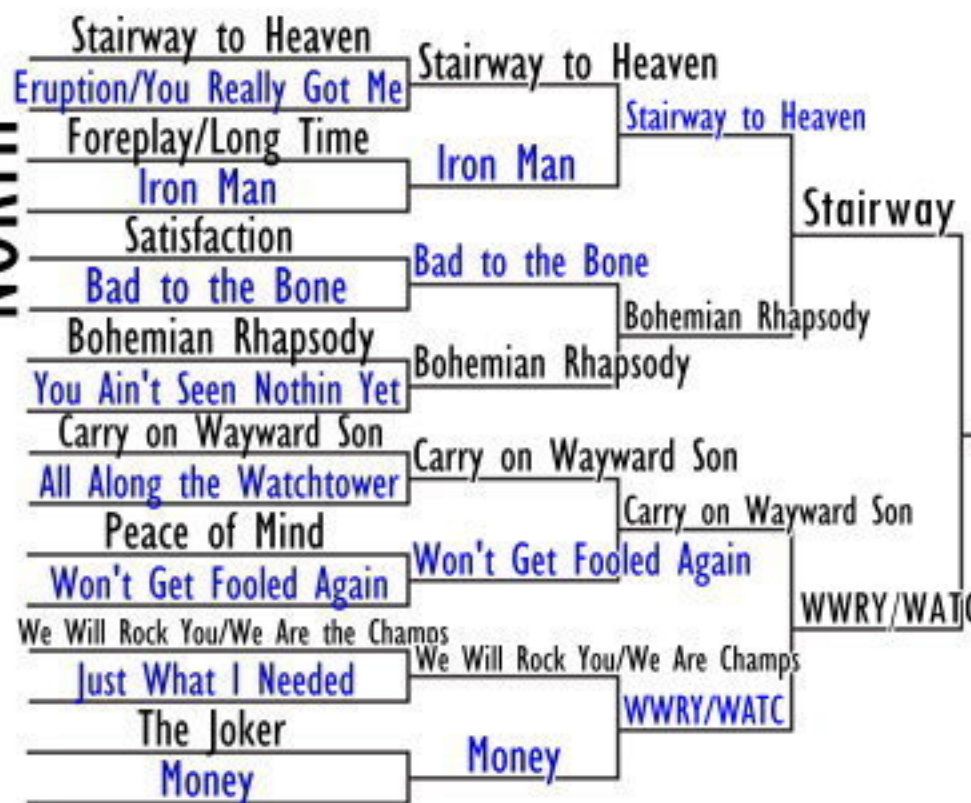 NORTH
Stairway to Heaven
Eruption/You Really Got Me
Foreplay/Long Time
Iron Man
Satisfaction
Bad to the Bone
Bohemian Rhapsody
You Ain't Seen Nothin Yet
Carry on Wayward Son
All Along the Watchtower
Peace of Mind
Won't Get Fooled Again
We Will Rock You/We Are the Champs
Just What I Needed
The Joker
Money
Stairway to Heaven
Iron Man
Bad to the Bone
Bohemian Rhapsody
Carry on Wayward Son
Won't Get Fooled Again
We Will Rock You/We Are Champs
Money
Stairway to Heaven
Bohemian Rhapsody
Carry on Wayward Son
WWRY/WATC
Stairway
WWRY/WATC